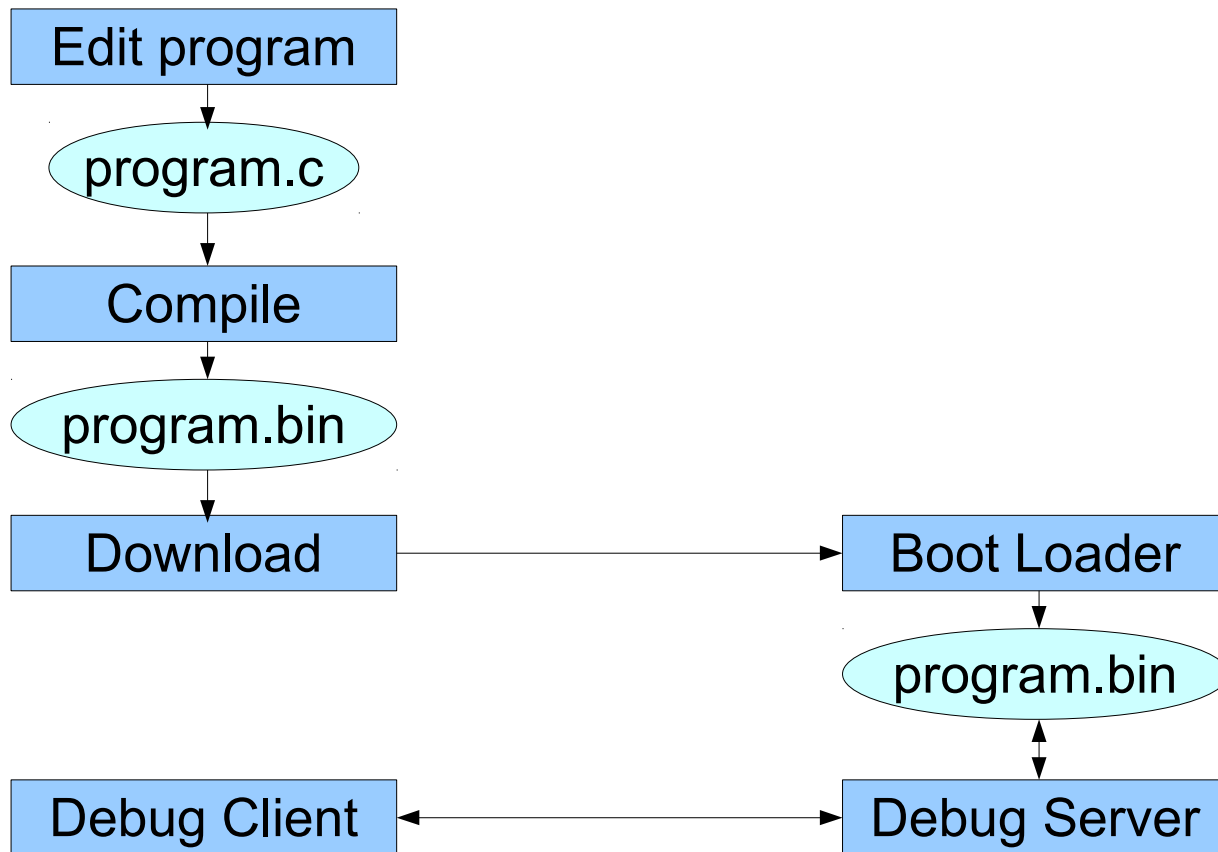 Edit program
program.c
Compile
program.bin
Download
Boot Loader
program.bin
Debug Client
Debug Server